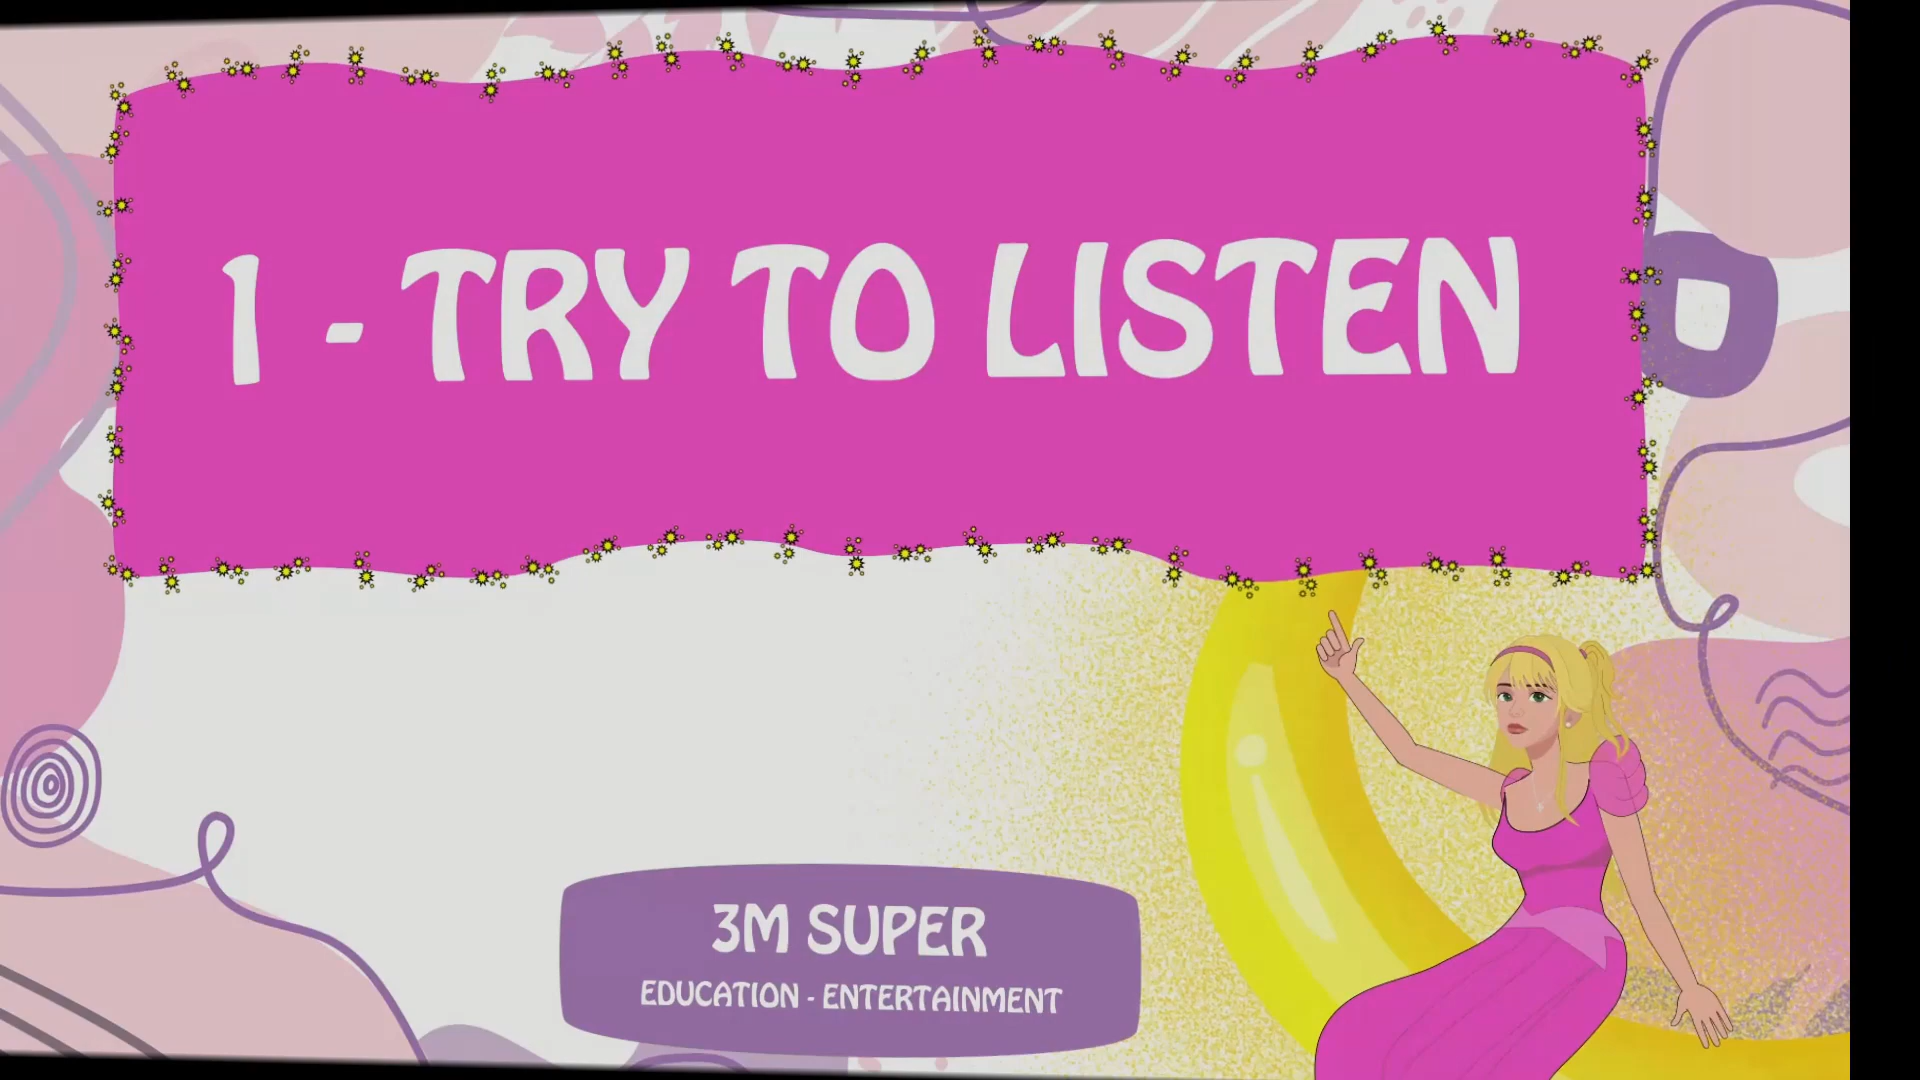 1 - TRY TO LISTEN
3M SUPER
EDUCATION - ENTERTAINMENT